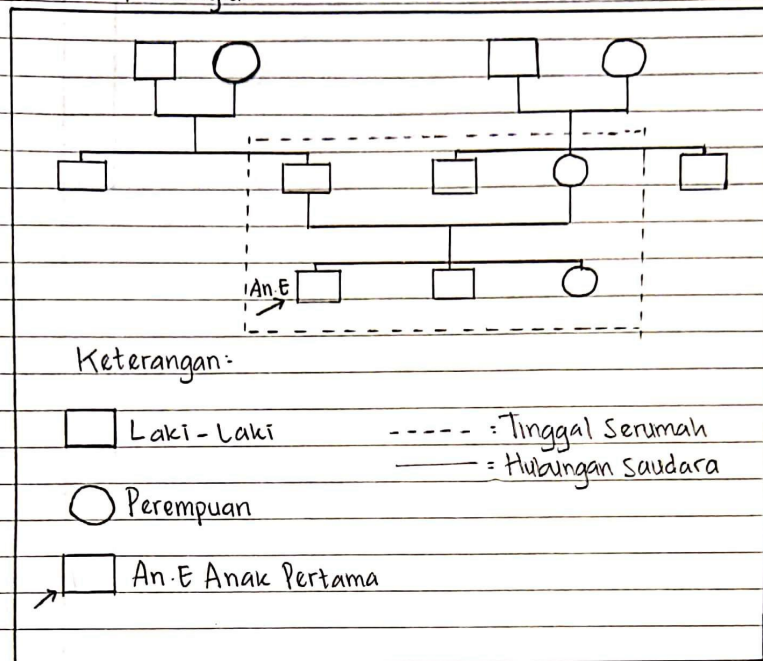 An.E
Keterangan:
Laki-Laki
----- : Tinggal Serumah
——— = Hubungan saudara
Perempuan
An.E Anak Pertama